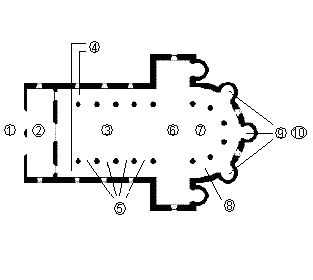 ④
① ② ③ ⑥ ⑦ ⑨ ⑩
⑤ ⑧